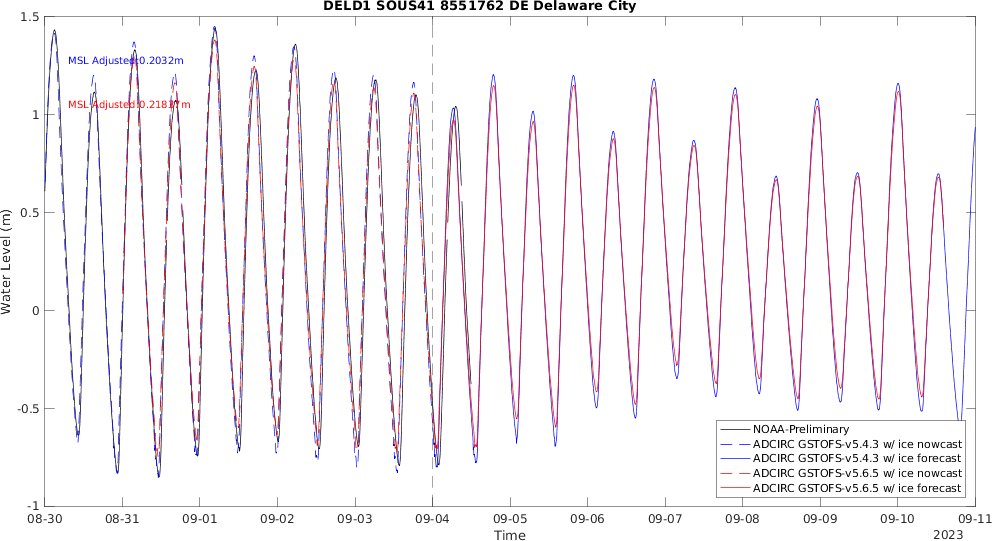 DELD1 SOUS41 8551762 DE Delaware City
1.5
MSL Adjusted:0.2032m
MSL Adjusted:0.2187m
1
0.5
0
-0.5
-1
Water Level (m)
NOAA-Preliminary
ADCIRC GSTOFS-v5.4.3 w/ ice nowcast
ADCIRC GSTOFS-v5.4.3 w/ ice forecast
ADCIRC GSTOFS-v5.6.5 w/ ice nowcast
ADCIRC GSTOFS-v5.6.5 w/ ice forecast
08-30 08-31 09-01 09-02 09-03 09-04 09-05 09-06 09-07 09-08 09-09 09-10 09-11
Time
2023